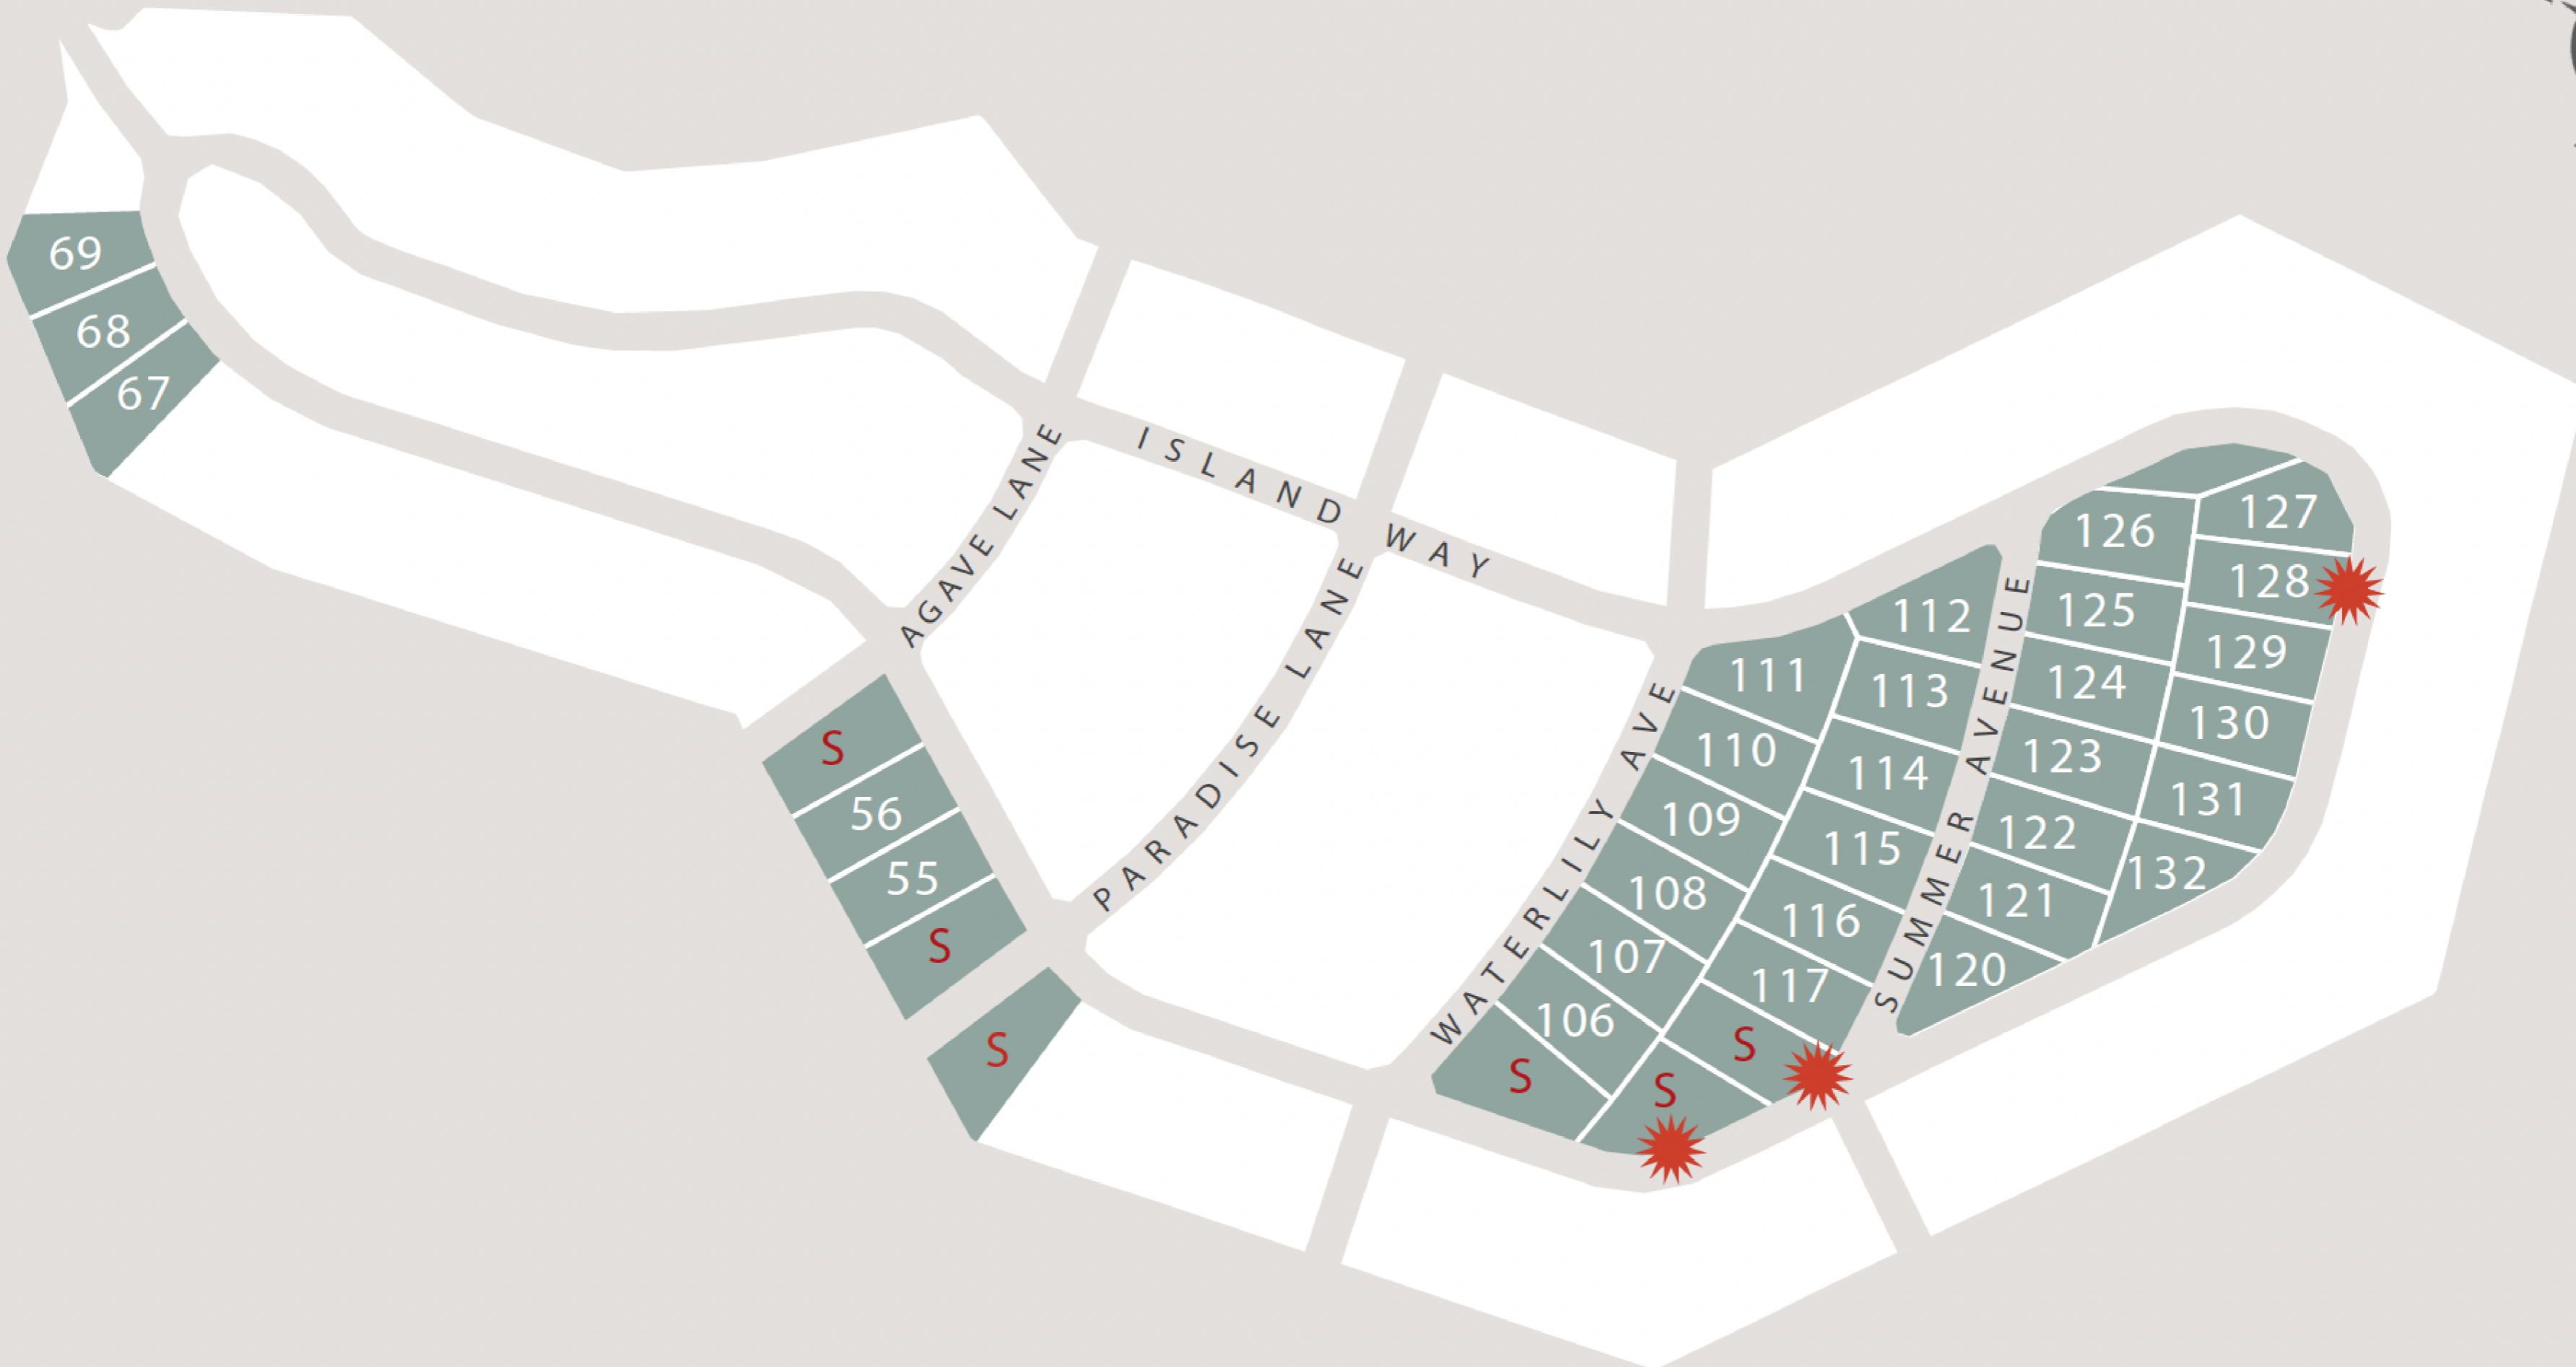 69
68
67
ISLAND WAY
AGAVE LANE
PARADISE LANE
WATERLILY AVE
SUMMER AVENUE
S
56
55
S
S
111
110
109
108
107
106
S
112
113
114
115
116
117
S
S
126
125
124
123
122
121
120
127
128
129
130
131
132